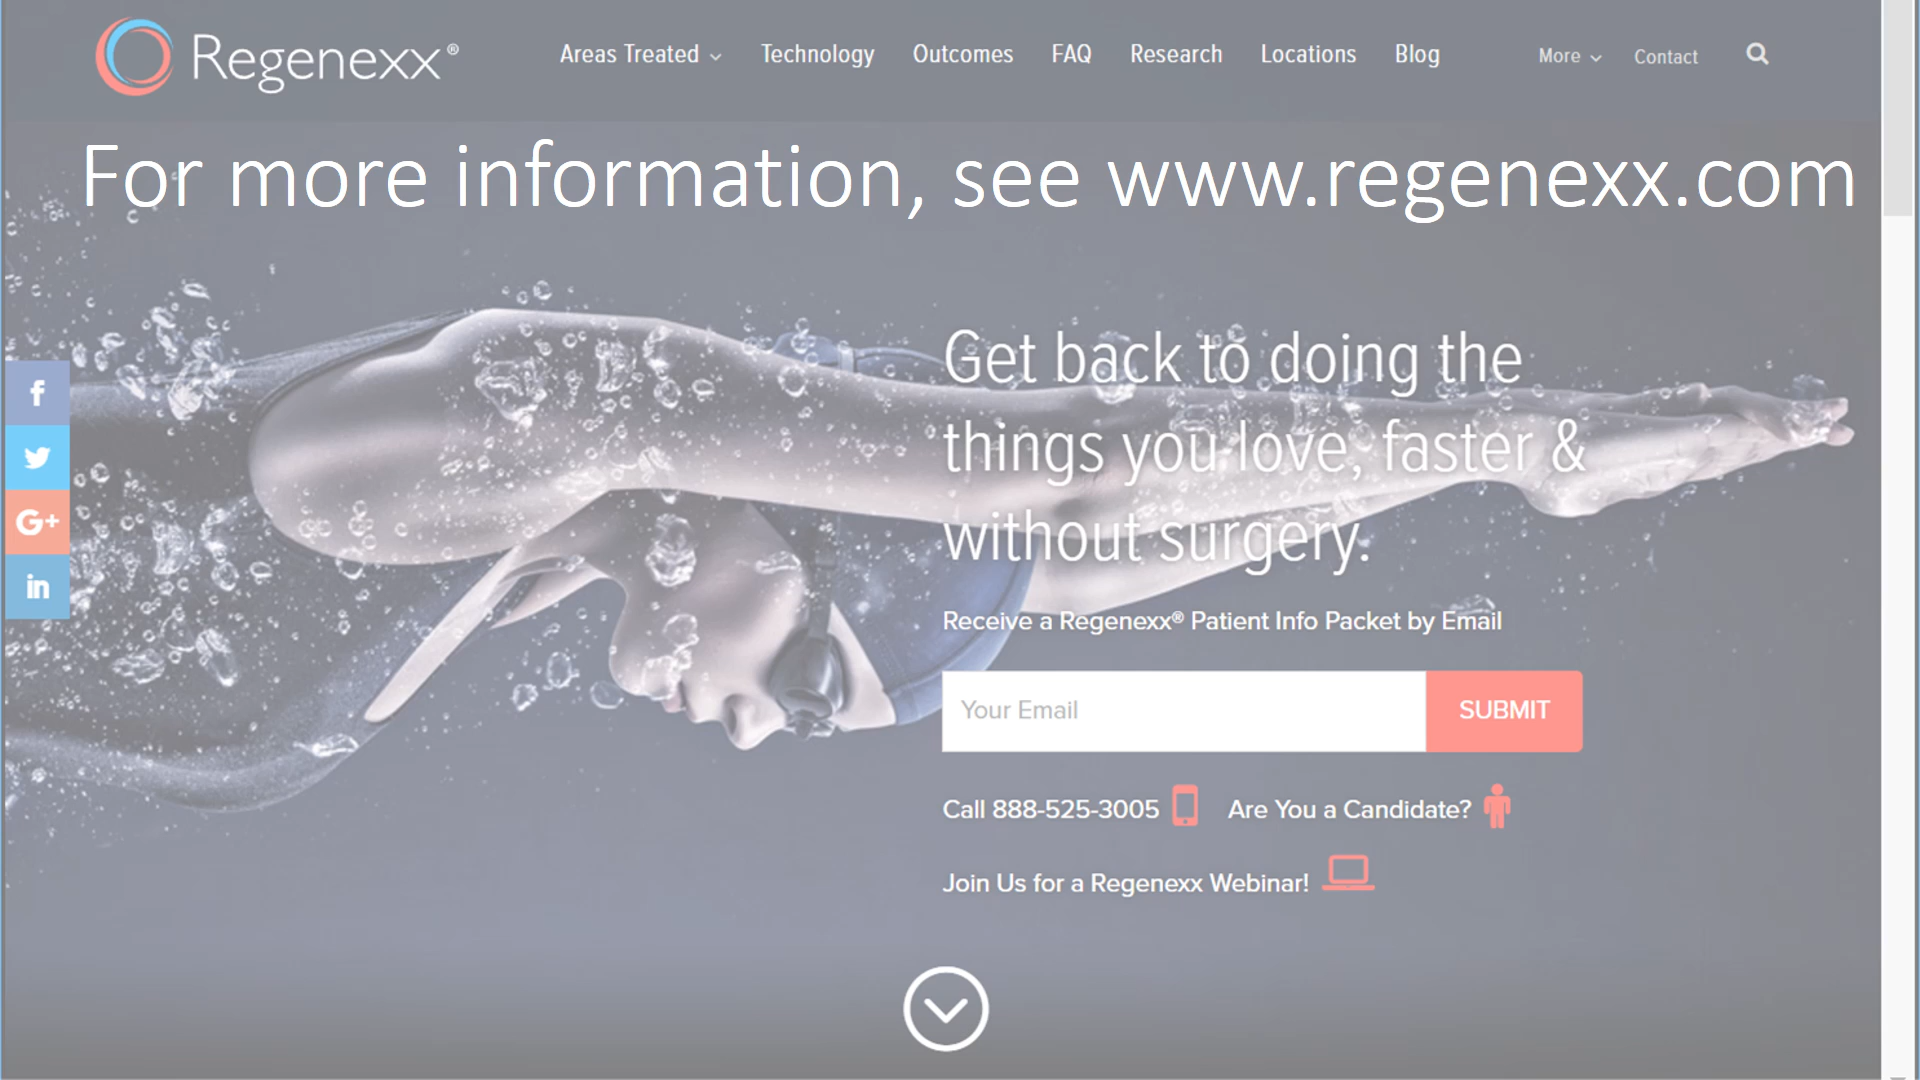 Regenexx®
Areas Treated
Technology
Outcomes
FAQ
Research
Locations
Blog
More
Contact
For more information, see www.regenexx.com
Get back to doing the
things you love, faster &
without surgery.
f
G+
in
Receive a Regenexx® Patient Info Packet by Email
Your Email
SUBMIT
Call 888-525-3005
Are You a Candidate?
Join Us for a Regenexx Webinar!